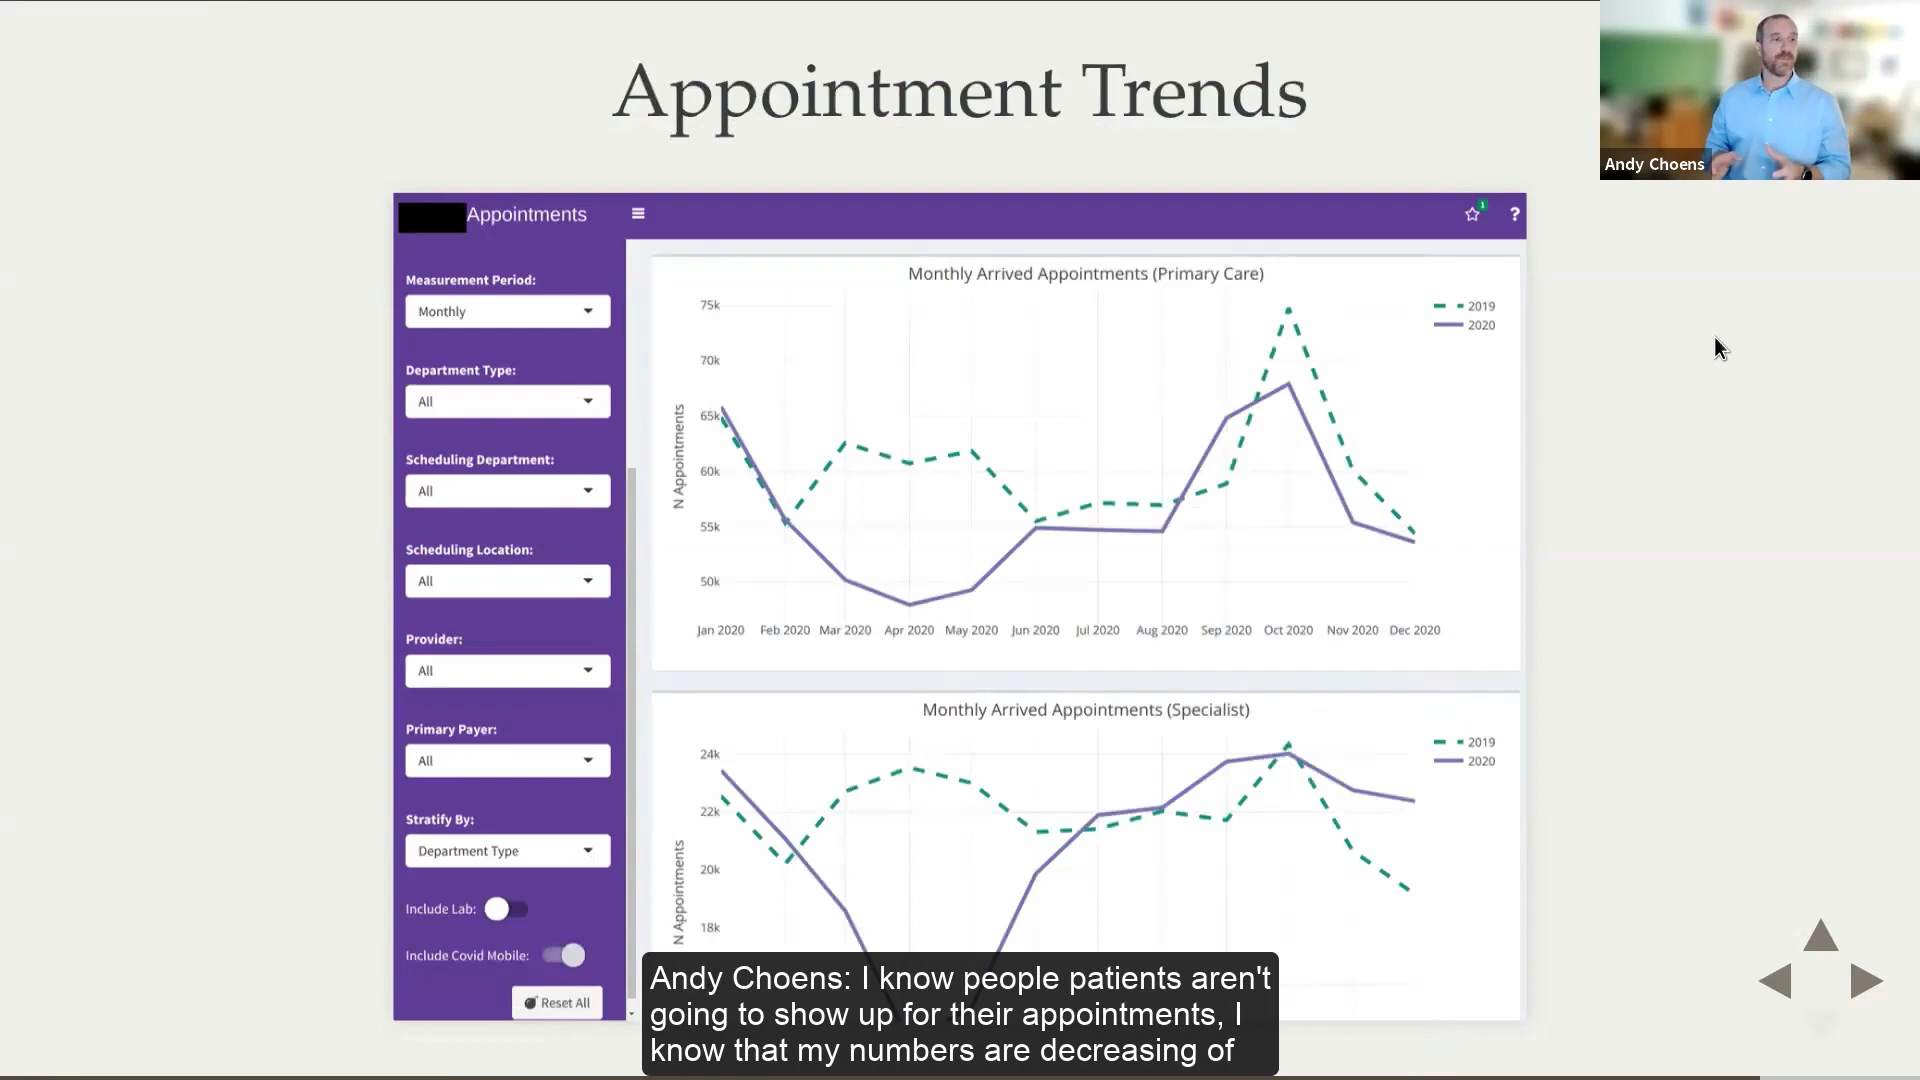 Appointment Trends
Andy Choens
Appointments
1
?
Measurement Period:
Monthly
Department Type:
All
Scheduling Department:
All
Scheduling Location:
All
Provider:
All
Primary Payer:
All
Stratify By:
Department Type
Include Lab:
Include Covid Mobile:
Reset All
Monthly Arrived Appointments (Primary Care)
2019
2020
N Appointments
75k
70k
65k
60k
55k
50k
Jan 2020 Feb 2020 Mar 2020 Apr 2020 May 2020 Jun 2020 Jul 2020 Aug 2020 Sep 2020 Oct 2020 Nov 2020 Dec 2020
Monthly Arrived Appointments (Specialist)
2019
2020
N Appointments
24k
22k
20k
18k
Andy Choens: I know people patients aren't
going to show up for their appointments, I
know that my numbers are decreasing of